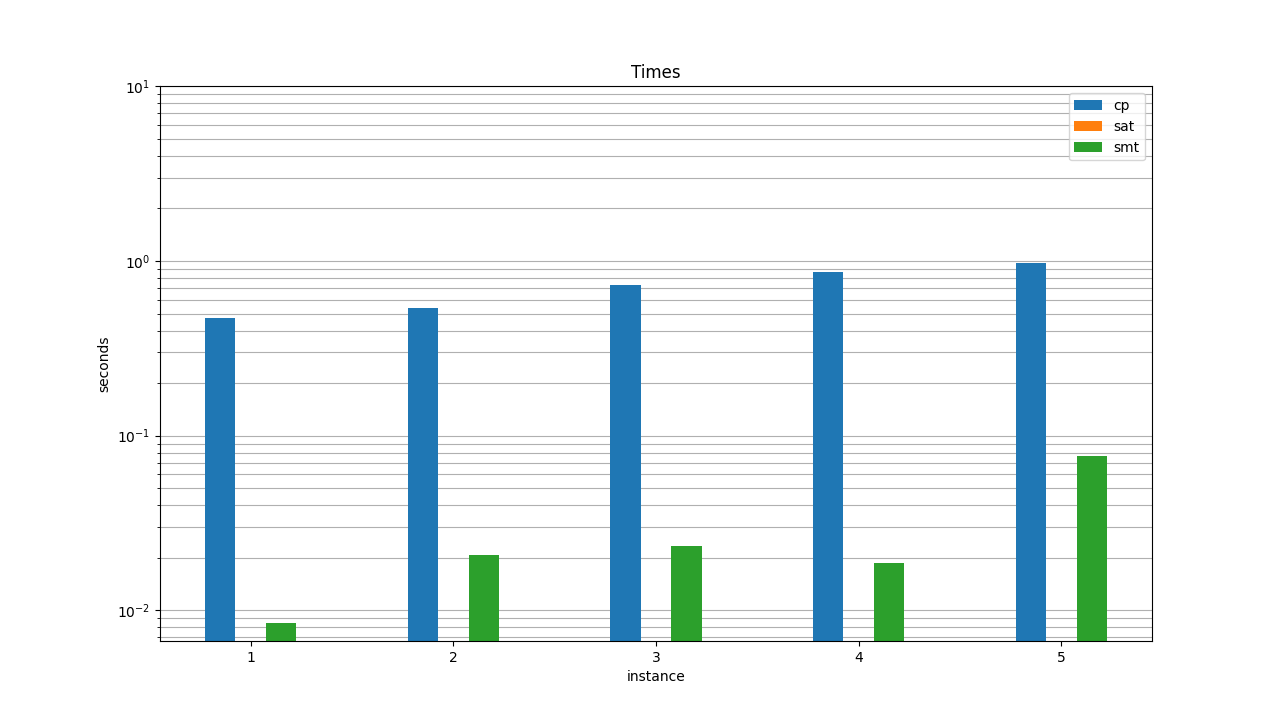 Times
10¹
10⁰
10⁻¹
10⁻²
seconds
cp
sat
smt
1 2 3 4 5
instance